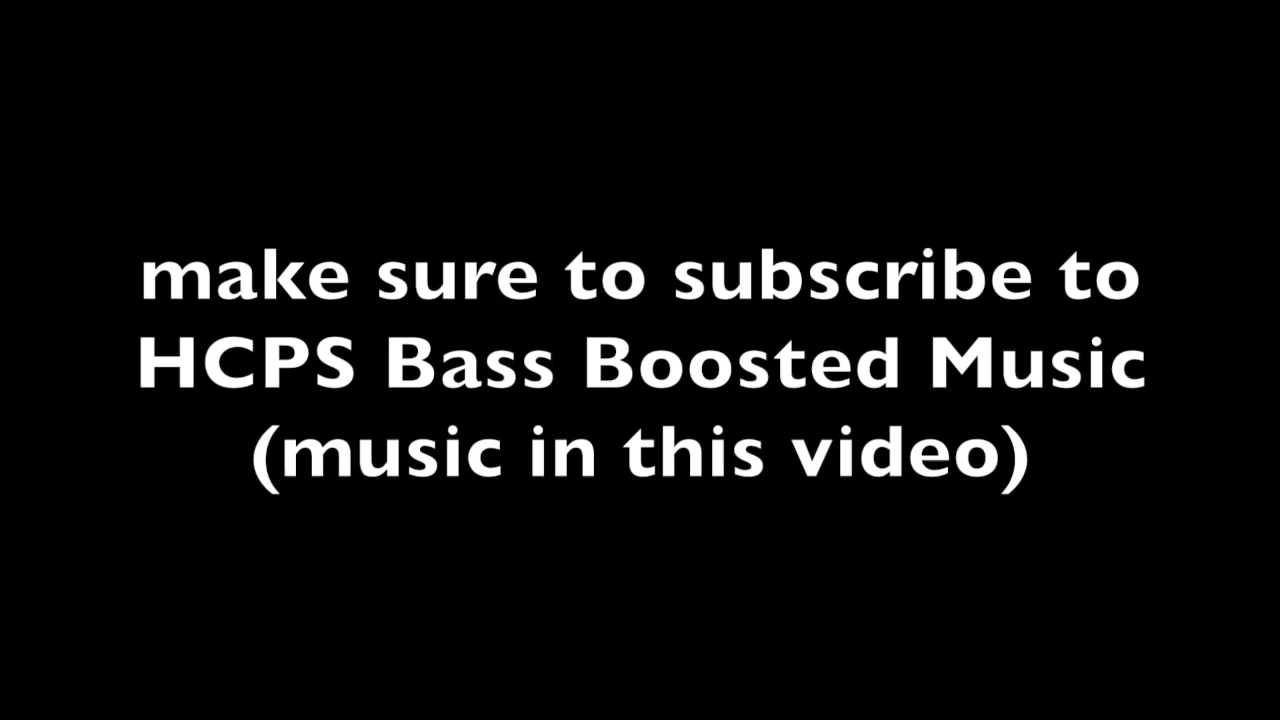 make sure to subscribe to
HCPS Bass Boosted Music
(music in this video)